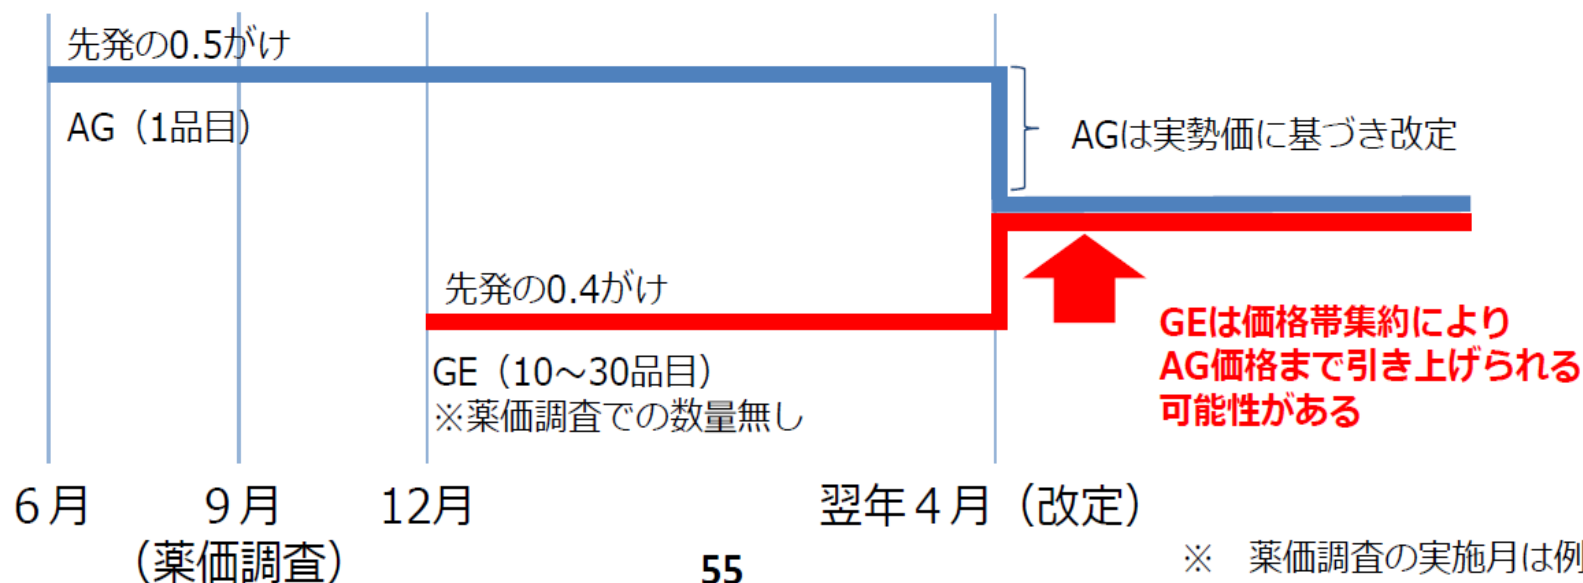 先発の0.5がけ
AG（1品目）
AGは実勢価に基づき改定
先発の0.4がけ
GE（10～30品目）
※薬価調査での数量無し
GEは価格帯集約により
AG価格まで引き上げられる
可能性がある
６月
９月
12月
翌年４月（改定）
（薬価調査）
55
※　薬価調査の実施月は例